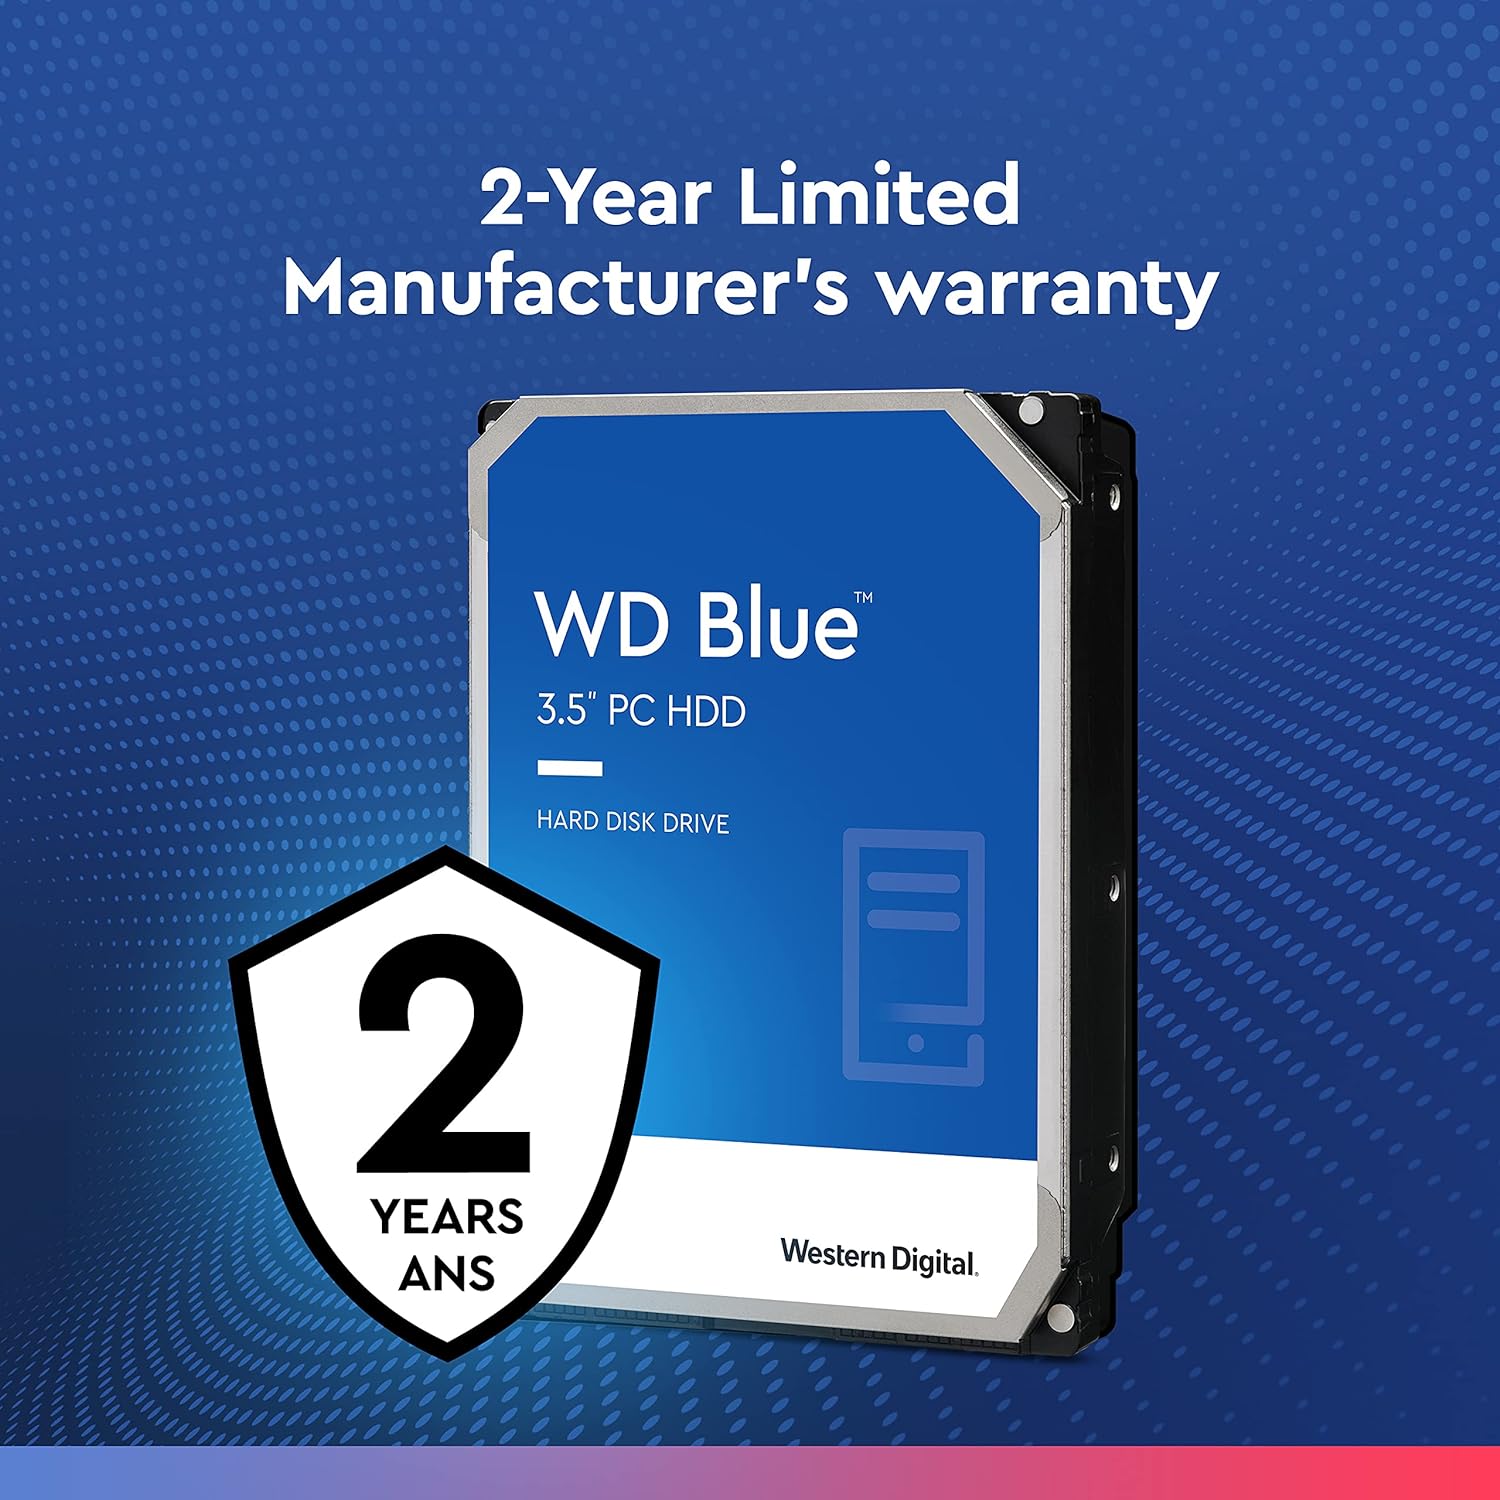 2-Year Limited
Manufacturer's warranty
WD Blue™
3.5" PC HDD
HARD DISK DRIVE
2
YEARS
ANS
Western Digital.